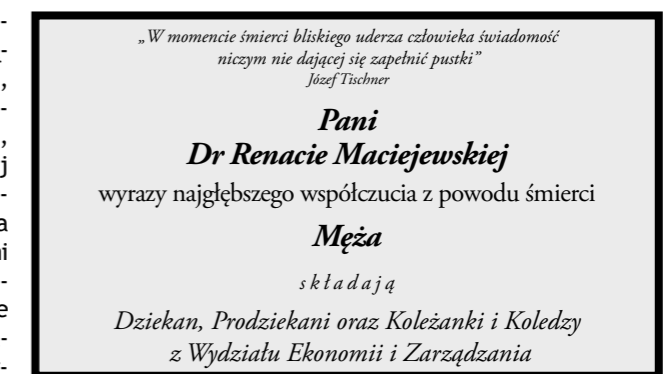 „W momencie śmierci bliskiego uderza człowieka świadomość
niczym nie dającej się zapełnić pustki”
Józef Tischner
Pani
Dr Renacie Maciejewskiej
wyrazy najgłębszego współczucia z powodu śmierci
Męża
składają
Dziekan, Prodziekani oraz Koleżanki i Koledzy
z Wydziału Ekonomii i Zarządzania